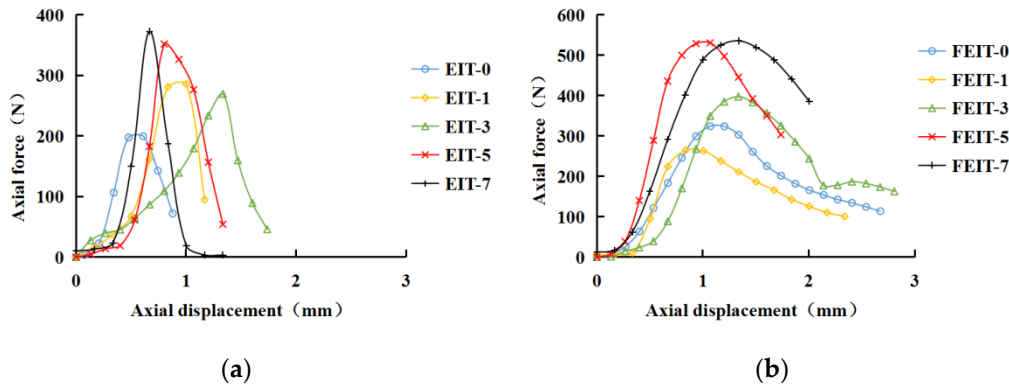 (a)
Axial force（N）
400
300
200
100
0
0
1
2
3
Axial displacement（mm）
EIT-0
EIT-1
EIT-3
EIT-5
EIT-7
(b)
Axial force（N）
600
500
400
300
200
100
0
0
1
2
3
Axial displacement（mm）
FEIT-0
FEIT-1
FEIT-3
FEIT-5
FEIT-7
(a)
(b)